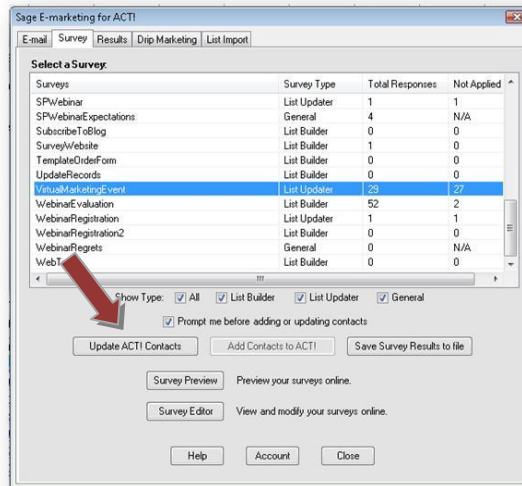 Sage E-marketing for ACT!
E-mail Survey Results Drip Marketing List Import
Select a Survey:
Surveys Survey Type Total Responses Not Applied
SPWebinar List Updater 1 1
SPWebinarExpectations General 4 N/A
SubscribeToBlog List Builder 0 0
SurveyWebsite List Builder 1 0
TemplateOrderForm List Builder 0 0
UpdateRecords List Builder 0 0
VirtualMarketingEvent List Updater 29 27
WebinarEvaluation List Builder 52 2
WebinarRegistration List Updater 1 1
WebinarRegistration2 List Builder 0 0
WebinarRegrets General 0 N/A
List Builder 0 0
Show Type: All List Builder List Updater General
Prompt me before adding or updating contacts
Update ACT! Contacts Add Contacts to ACT! Save Survey Results to file
Survey Preview Preview your surveys online.
Survey Editor View and modify your surveys online.
Help Account Close